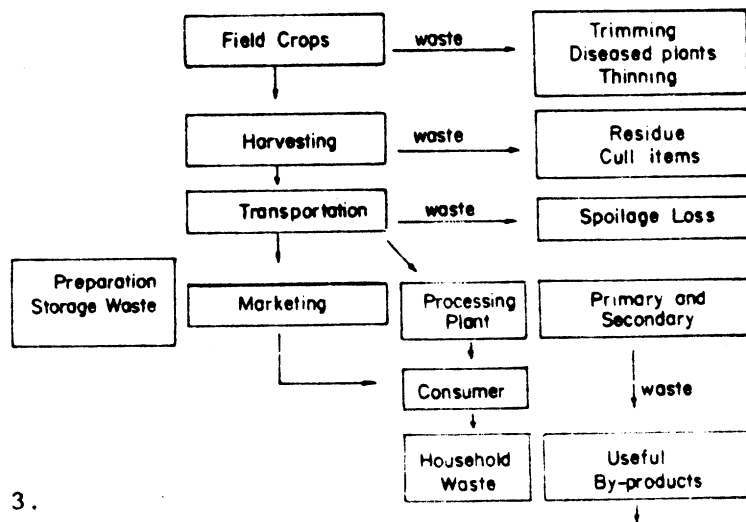 Field Crops
waste
Trimming
Diseased plants
Thinning
Harvesting
waste
Residue
Cull items
Transportation
waste
Spoilage Loss
Preparation
Storage Waste
Marketing
Processing
Plant
Primary and
Secondary
Consumer
waste
Household
Waste
Useful
By-products
3.